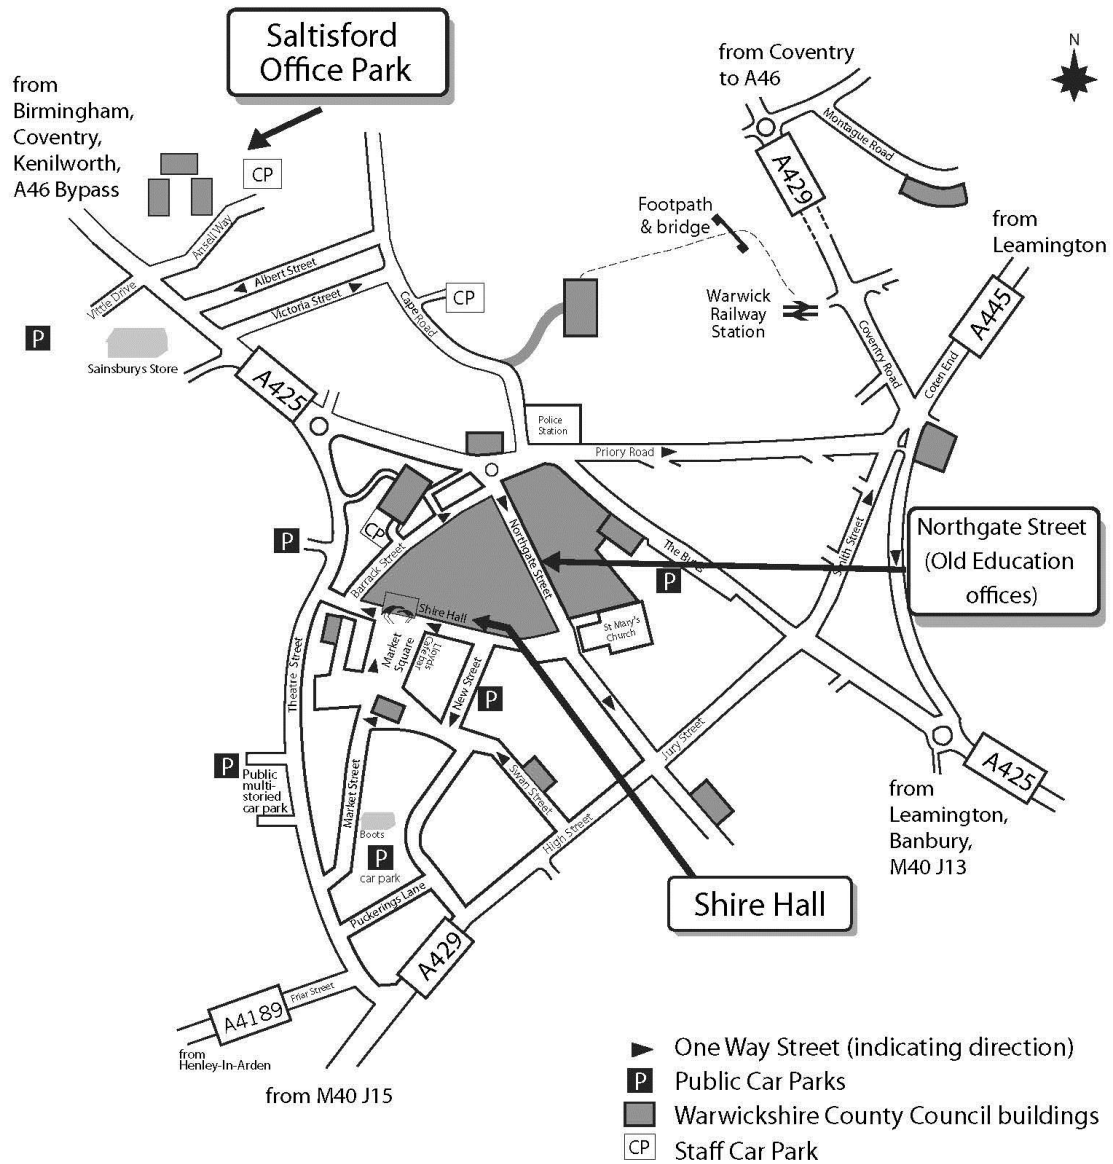 Saltisford
Office Park
from
Birmingham,
Coventry,
Kenilworth,
A46 Bypass
CP
from Coventry
to A46
N
Montague Road
A429
Footpath
& bridge
from
Leamington
Ansell Way
Albert Street
Vittle Drive
Victoria Street
CP
Cape Road
Warwick
Railway
Station
A445
P
Sainsbury's Store
Coventry Road
Coten End
A425
Police
Station
Priory Road
CP
P
Northgate Street
Barrack Street
The Butts
P
Smith Street
Northgate Street
(Old Education
offices)
Shire Hall
St Mary's
Church
Market
Square
Lloyds
Cafe bar
New Street
P
Theatre Street
Jury Street
P
Public
multi-
storied
car park
Market Street
Swan Street
A425
from
Leamington,
Banbury,
M40 J13
Boots
P
car park
High Street
Puckerings Lane
Shire Hall
A429
Friar Street
A4189
from
Henley-In-Arden
from M40 J15
One Way Street (indicating direction)
P
Public Car Parks
Warwickshire County Council buildings
CP
Staff Car Park